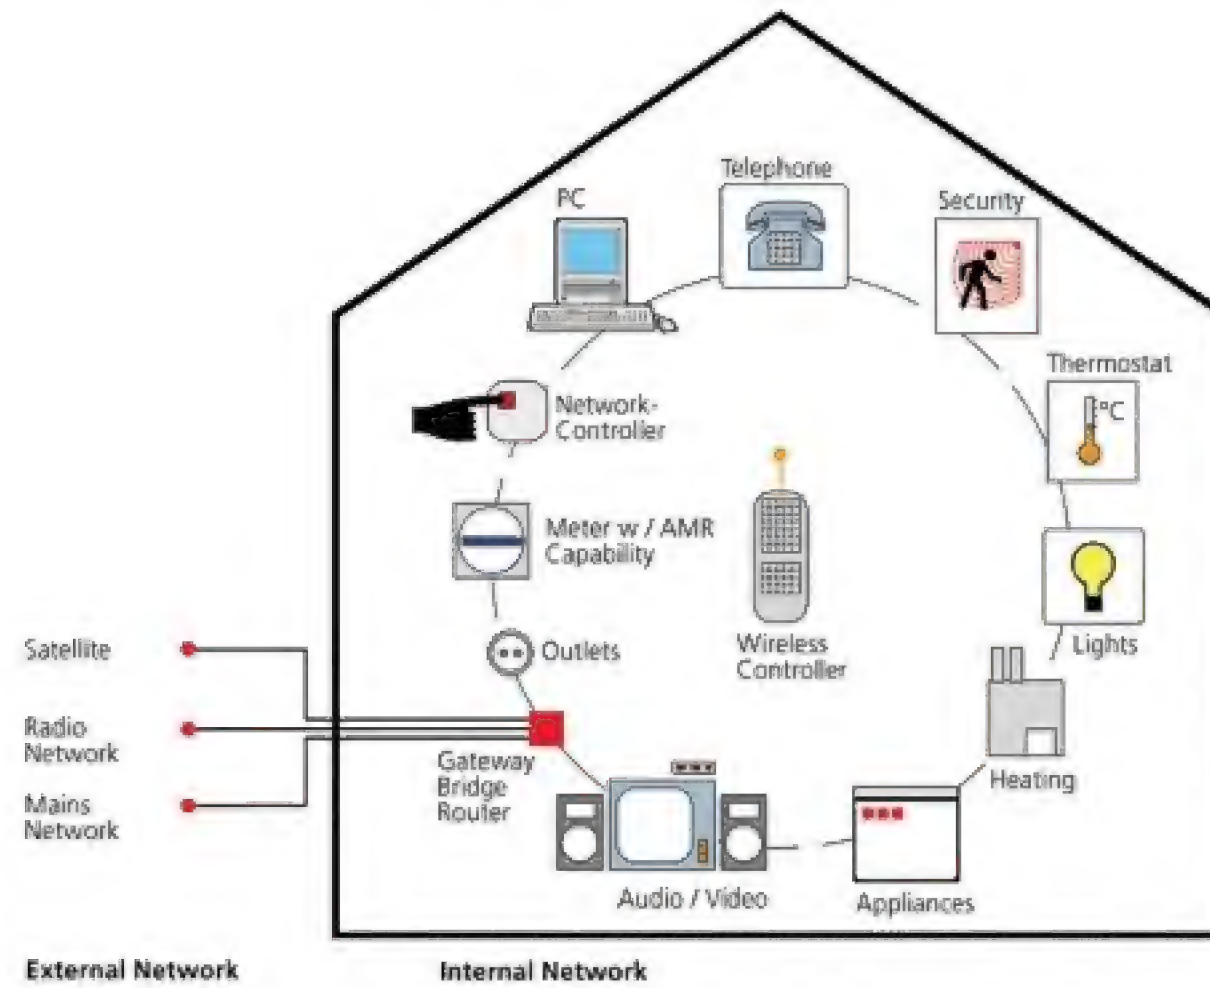 Telephone
PC
Security
Thermostat
°C
Network-
Controller
Meter w / AMR
Capability
Wireless
Controller
Lights
Outlets
Satellite
Radio
Network
Mains
Network
Gateway
Bridge
Router
Heating
Audio / Video
Appliances
External Network
Internal Network